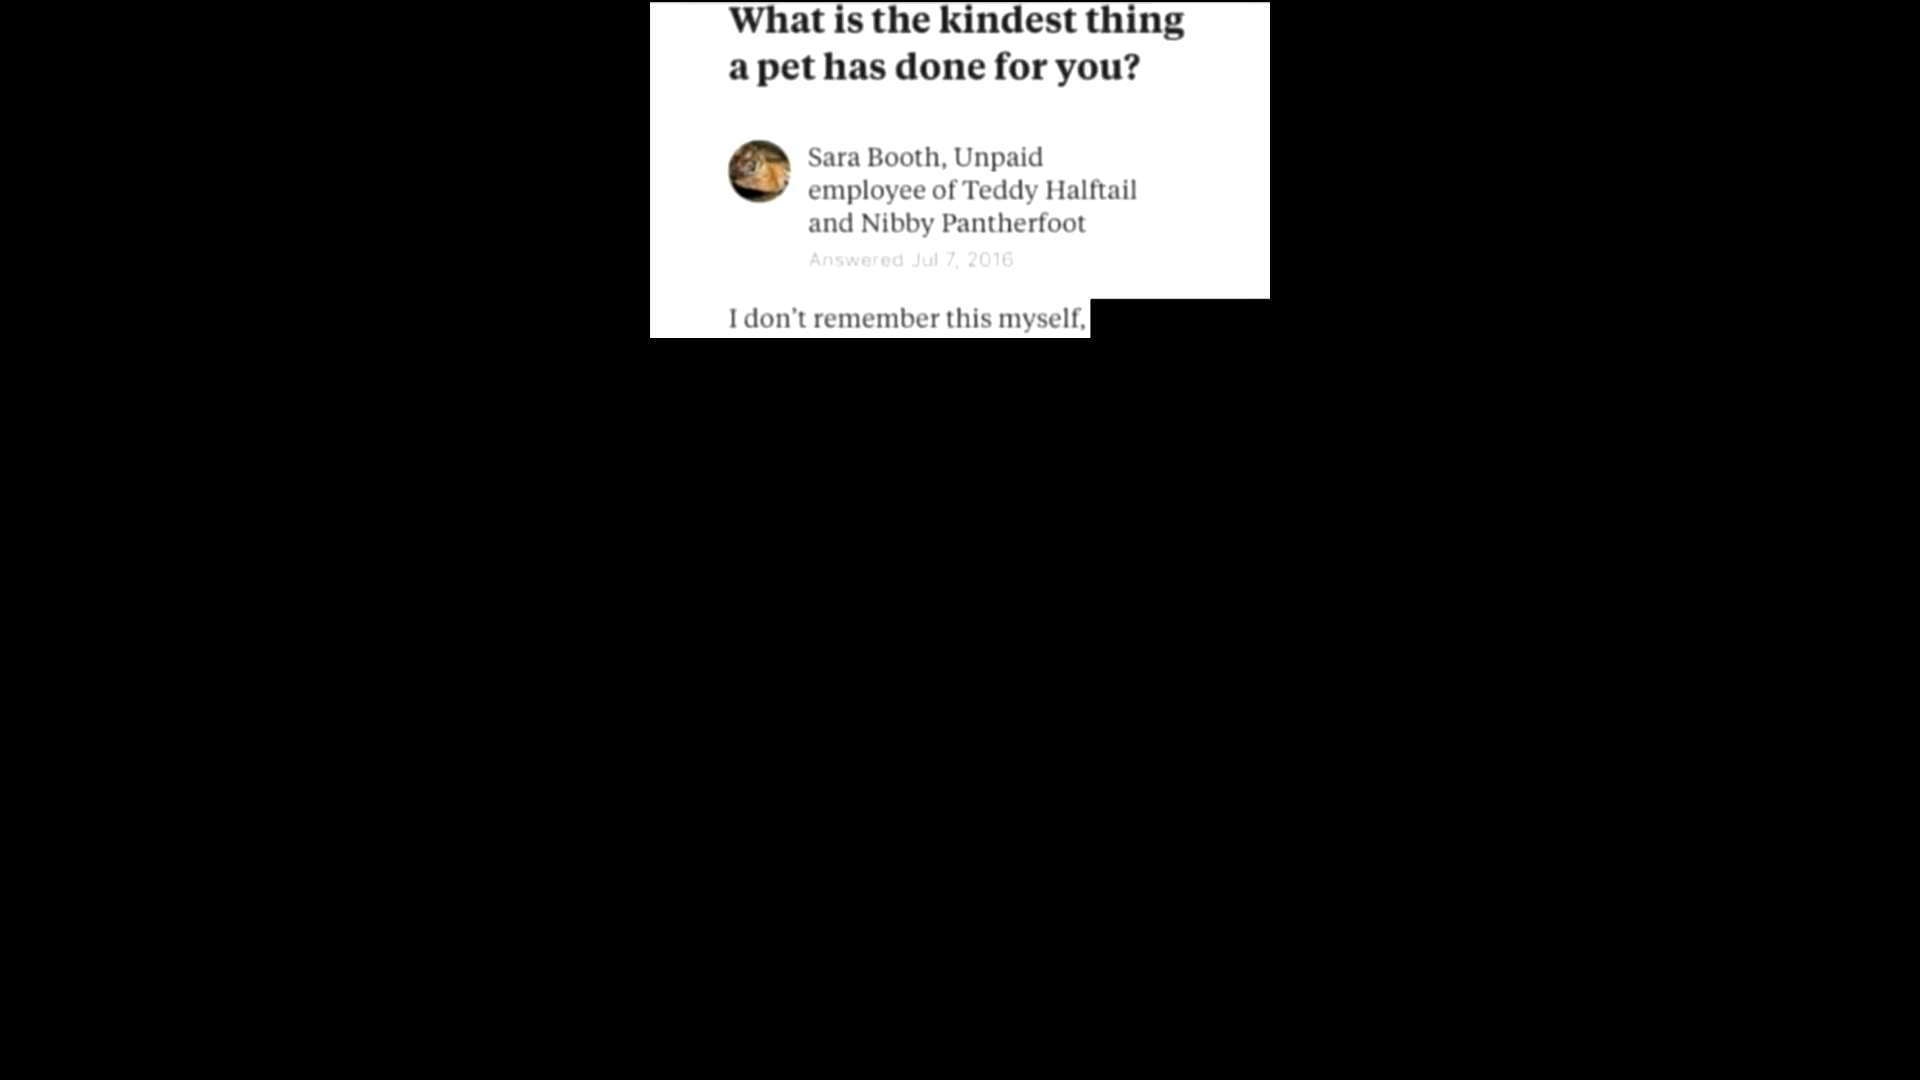 What is the kindest thing
a pet has done for you?
Sara Booth, Unpaid
employee of Teddy Halftail
and Nibby Pantherfoot
Answered Jul 7, 2016
I don’t remember this myself,